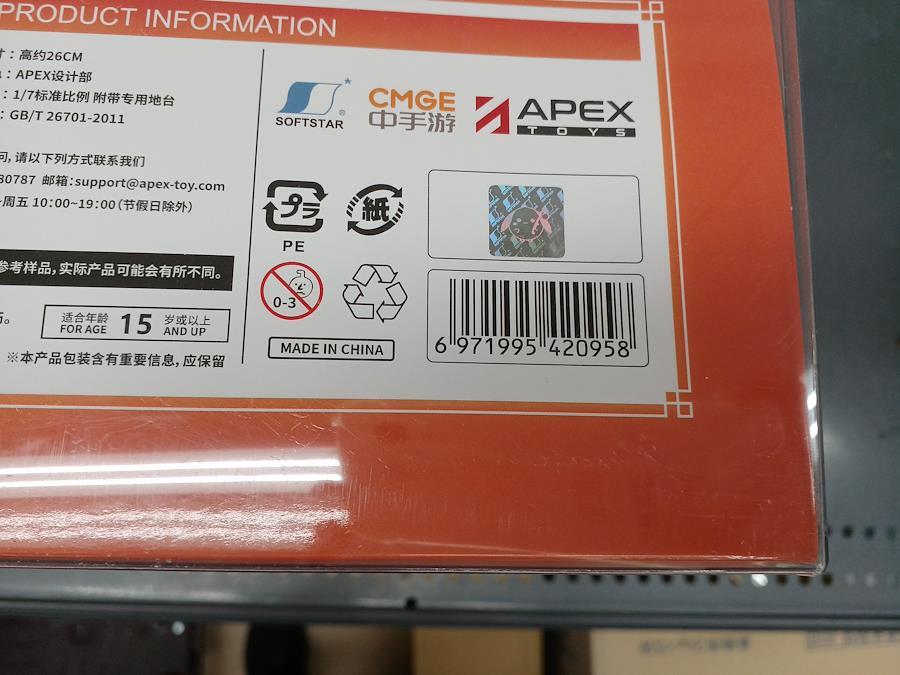 PRODUCT INFORMATION
：高约26CM
：APEX设计部
：1/7标准比例 附带专用地台
：GB/T 26701-2011
问，请以下列方式联系我们
80787 邮箱：support@apex-toy.com
~周五 10:00~19:00（节假日除外）
参考样品，实际产品可能会有所不同。
适合年龄
FOR AGE
15
岁或以上
AND UP
※本产品包装含有重要信息，应保留
SOFTSTAR
®
CMGE
中手游
APEX
TOYS
プラ
PE
紙
0-3
MADE IN CHINA
6 971995 420958